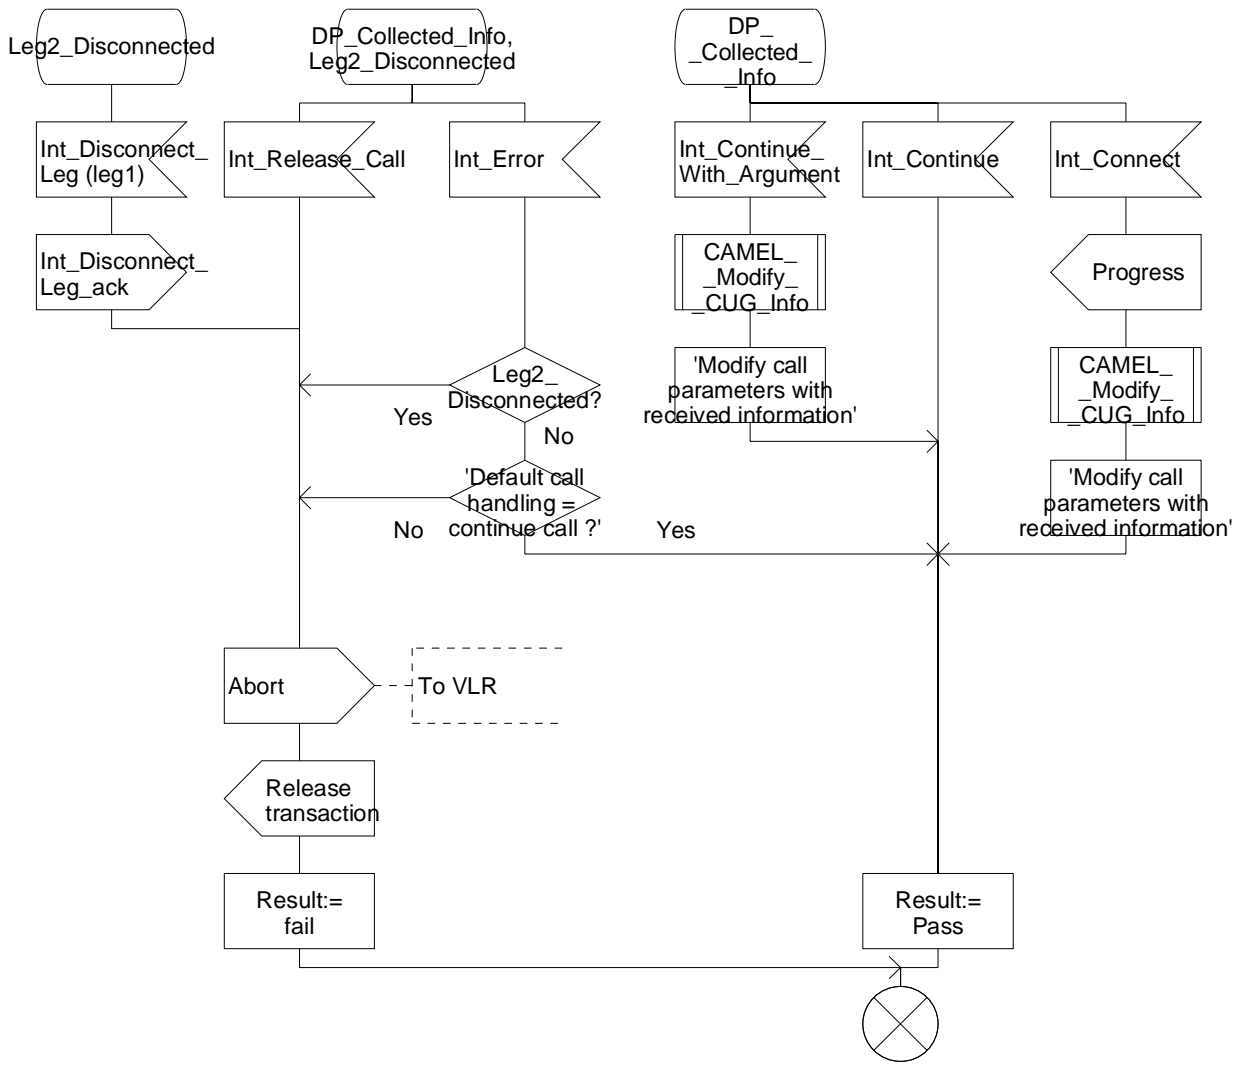 Leg2_Disconnected
DP_Collected_Info,
Leg2_Disconnected
DP_
_Collected_
_Info
Int_Disconnect_
Leg (leg1)
Int_Release_Call
Int_Error
Int_Continue_
With_Argument
Int_Continue
Int_Connect
Int_Disconnect_
Leg_ack
CAMEL_
_Modify_
_CUG_Info
Progress
Leg2_
Disconnected?
Yes
No
'Modify call
parameters with
received information'
CAMEL_
_Modify_
_CUG_Info
'Default call
handling =
continue call ?'
No
Yes
'Modify call
parameters with
received information'
Abort
To VLR
Release
transaction
Result:=
fail
Result:=
Pass